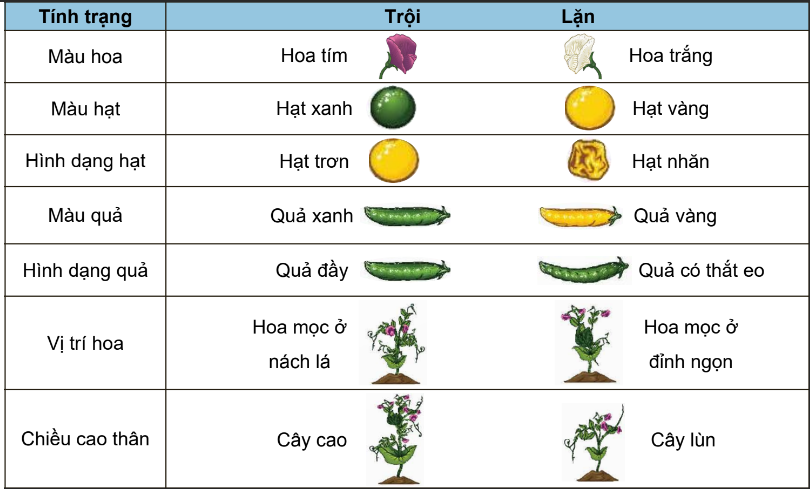 Tính trạng Trội Lặn
Màu hoa Hoa tím Hoa trắng
Màu hạt Hạt xanh Hạt vàng
Hình dạng hạt Hạt trơn Hạt nhăn
Màu quả Quả xanh Quả vàng
Hình dạng quả Quả đầy Quả có thắt eo
Vị trí hoa Hoa mọc ở nách lá Hoa mọc ở đỉnh ngọn
Chiều cao thân Cây cao Cây lùn